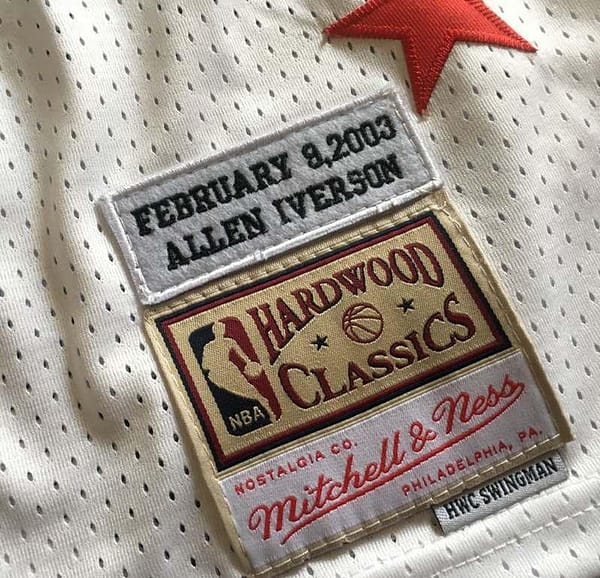 FEBRUARY 9,2003
ALLEN IVERSON
HARDWOOD
CLASSICS
NBA
NOSTALGIA CO.
Mitchell & Ness
PHILADELPHIA, PA.
HWC SWINGMAN